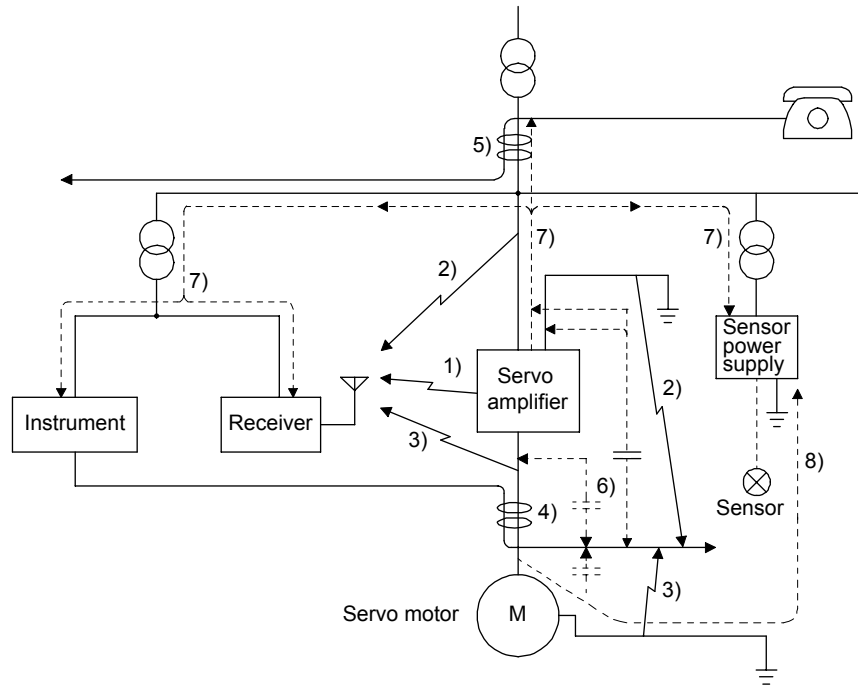 5)
7)
7)
7)
2)
Sensor
power
supply
1)
Servo
amplifier
2)
Instrument
Receiver
3)
8)
6)
4)
Sensor
3)
Servo motor
M